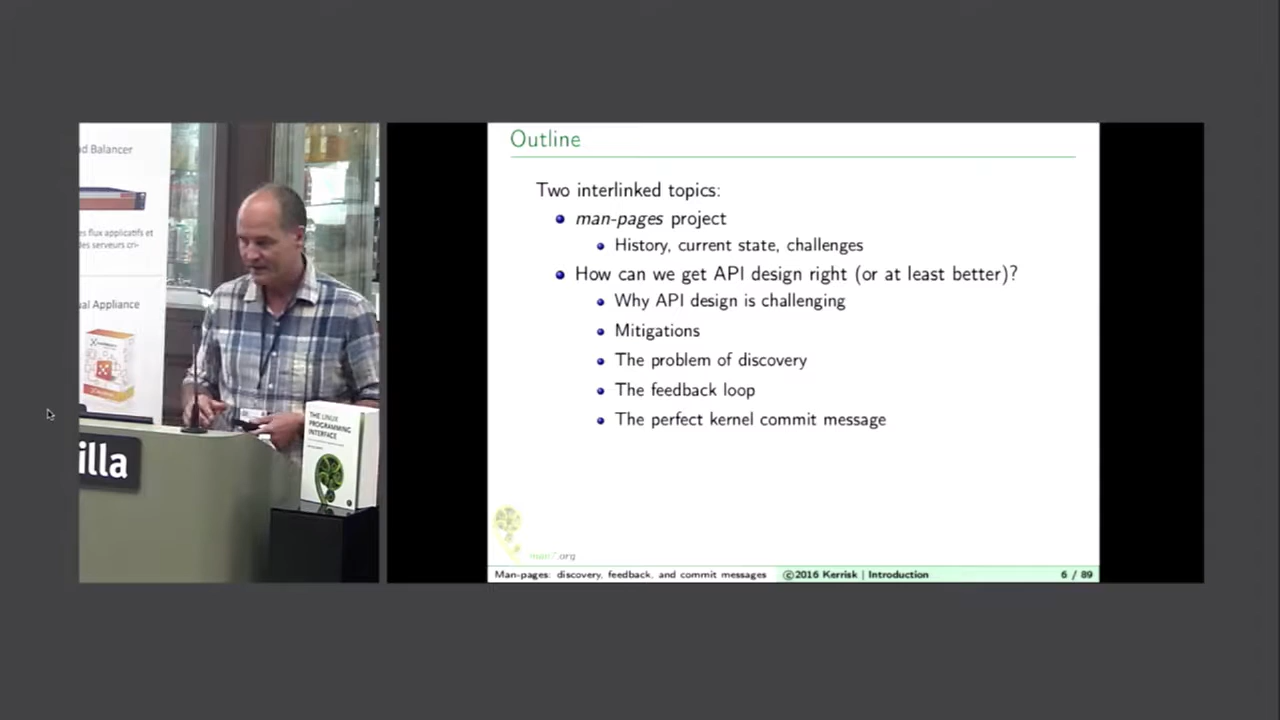 d Balancer
es flux applicatifs et
des serveurs cri-
ual Appliance
illa
THE LINUX
PROGRAMMING
INTERFACE
Outline
Two interlinked topics:
man-pages project
History, current state, challenges
How can we get API design right (or at least better)?
Why API design is challenging
Mitigations
The problem of discovery
The feedback loop
The perfect kernel commit message
man7.org
Man-pages: discovery, feedback, and commit messages ©2016 Kerrisk | Introduction 6 / 89